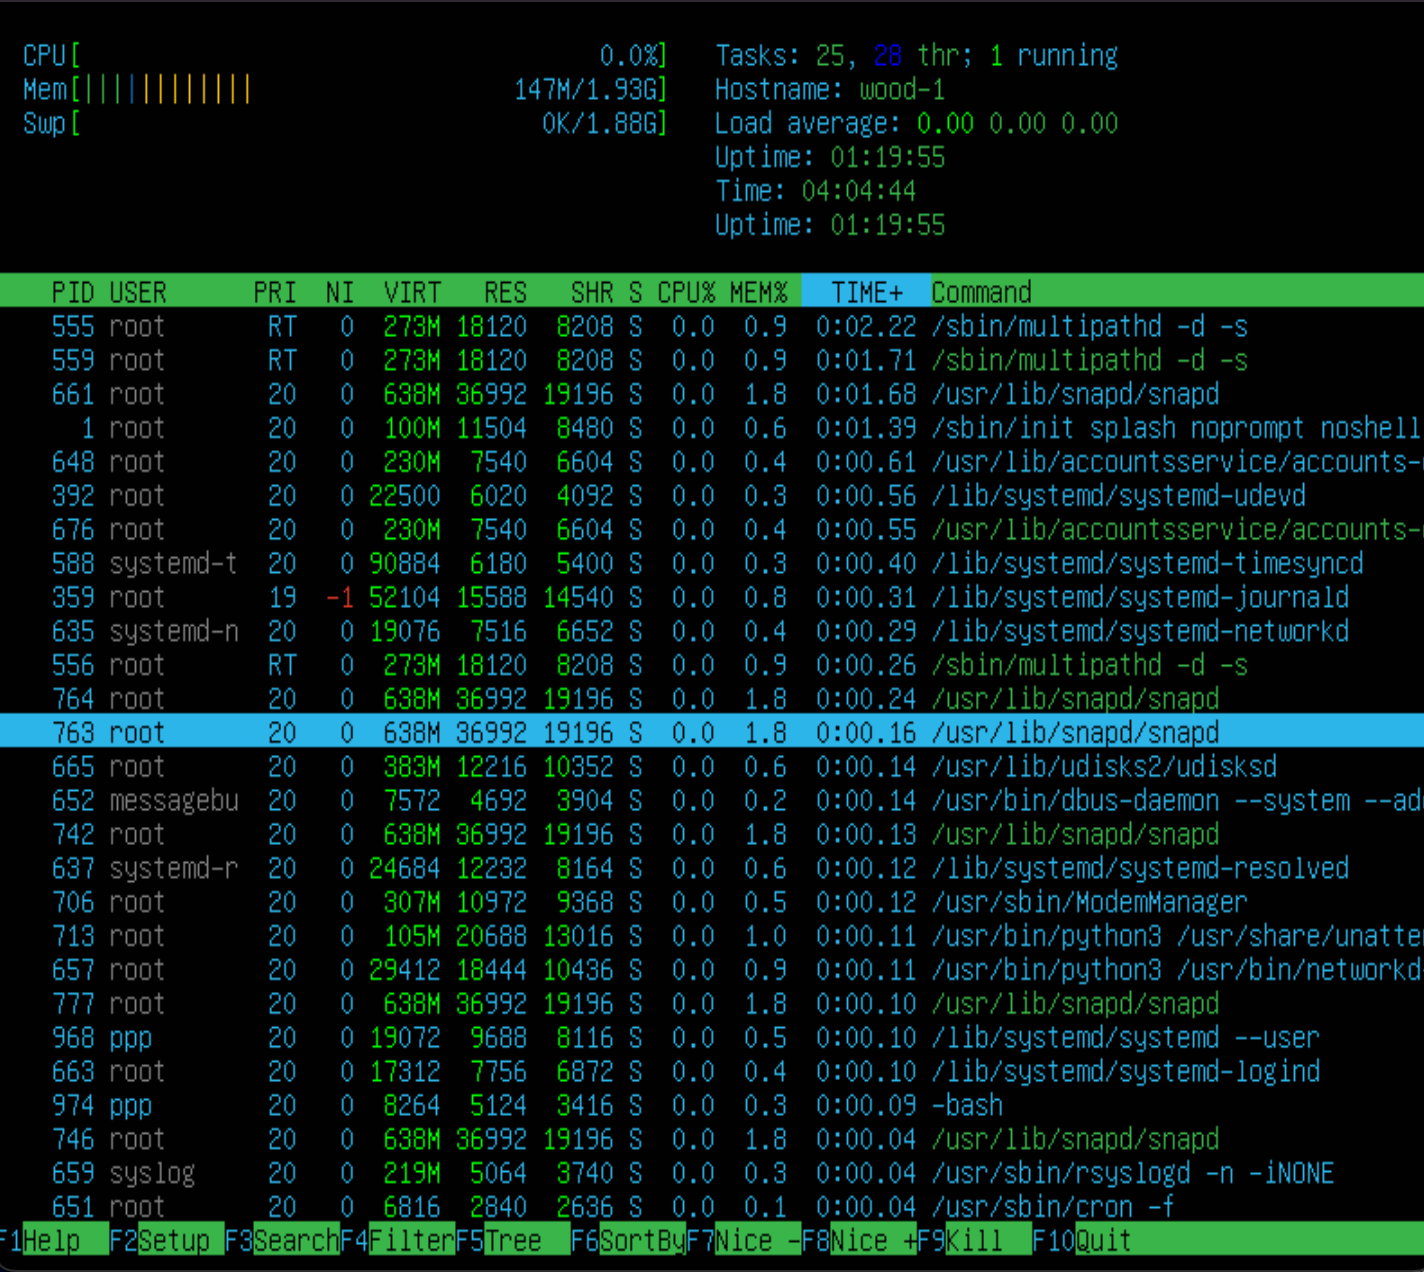 CPU[ 0.0%] Tasks: 25, 28 thr; 1 running
Mem[||||||||||||| 147M/1.93G] Hostname: wood-1
Swp[ 0K/1.88G] Load average: 0.00 0.00 0.00
Uptime: 01:19:55
Time: 04:04:44
Uptime: 01:19:55
PID USER PRI NI VIRT RES SHR S CPU% MEM% TIME+ Command
555 root RT 0 273M 18120 8208 S 0.0 0.9 0:02.22 /sbin/multipathd -d -s
559 root RT 0 273M 18120 8208 S 0.0 0.9 0:01.71 /sbin/multipathd -d -s
661 root 20 0 638M 36992 19196 S 0.0 1.8 0:01.68 /usr/lib/snapd/snapd
1 root 20 0 100M 11504 8480 S 0.0 0.6 0:01.39 /sbin/init splash noprompt noshell
648 root 20 0 230M 7540 6604 S 0.0 0.4 0:00.61 /usr/lib/accountsservice/accounts-
392 root 20 0 22500 6020 4092 S 0.0 0.3 0:00.56 /lib/systemd/systemd-udevd
676 root 20 0 230M 7540 6604 S 0.0 0.4 0:00.55 /usr/lib/accountsservice/accounts-
588 systemd-t 20 0 90884 6180 5400 S 0.0 0.3 0:00.40 /lib/systemd/systemd-timesyncd
359 root 19 -1 52104 15588 14540 S 0.0 0.8 0:00.31 /lib/systemd/systemd-journald
635 systemd-n 20 0 19076 7516 6652 S 0.0 0.4 0:00.29 /lib/systemd/systemd-networkd
556 root RT 0 273M 18120 8208 S 0.0 0.9 0:00.26 /sbin/multipathd -d -s
764 root 20 0 638M 36992 19196 S 0.0 1.8 0:00.24 /usr/lib/snapd/snapd
763 root 20 0 638M 36992 19196 S 0.0 1.8 0:00.16 /usr/lib/snapd/snapd
665 root 20 0 383M 12216 10352 S 0.0 0.6 0:00.14 /usr/lib/udisks2/udisksd
652 messagebu 20 0 7572 4692 3904 S 0.0 0.2 0:00.14 /usr/bin/dbus-daemon --system --ad
742 root 20 0 638M 36992 19196 S 0.0 1.8 0:00.13 /usr/lib/snapd/snapd
637 systemd-r 20 0 24684 12232 8164 S 0.0 0.6 0:00.12 /lib/systemd/systemd-resolved
706 root 20 0 307M 10972 9368 S 0.0 0.5 0:00.12 /usr/sbin/ModemManager
713 root 20 0 105M 20688 13016 S 0.0 1.0 0:00.11 /usr/bin/python3 /usr/share/unatte
657 root 20 0 29412 18444 10436 S 0.0 0.9 0:00.11 /usr/bin/python3 /usr/bin/networkd
777 root 20 0 638M 36992 19196 S 0.0 1.8 0:00.10 /usr/lib/snapd/snapd
968 ppp 20 0 19072 9688 8116 S 0.0 0.5 0:00.10 /lib/systemd/systemd --user
663 root 20 0 17312 7756 6872 S 0.0 0.4 0:00.10 /lib/systemd/systemd-logind
974 ppp 20 0 8264 5124 3416 S 0.0 0.3 0:00.09 -bash
746 root 20 0 638M 36992 19196 S 0.0 1.8 0:00.04 /usr/lib/snapd/snapd
659 syslog 20 0 219M 5064 3740 S 0.0 0.3 0:00.04 /usr/sbin/rsyslogd -n -iNONE
651 root 20 0 6816 2840 2636 S 0.0 0.1 0:00.04 /usr/sbin/cron -f
F1Help F2Setup F3SearchF4FilterF5Tree F6SortByF7Nice -F8Nice +F9Kill F10Quit